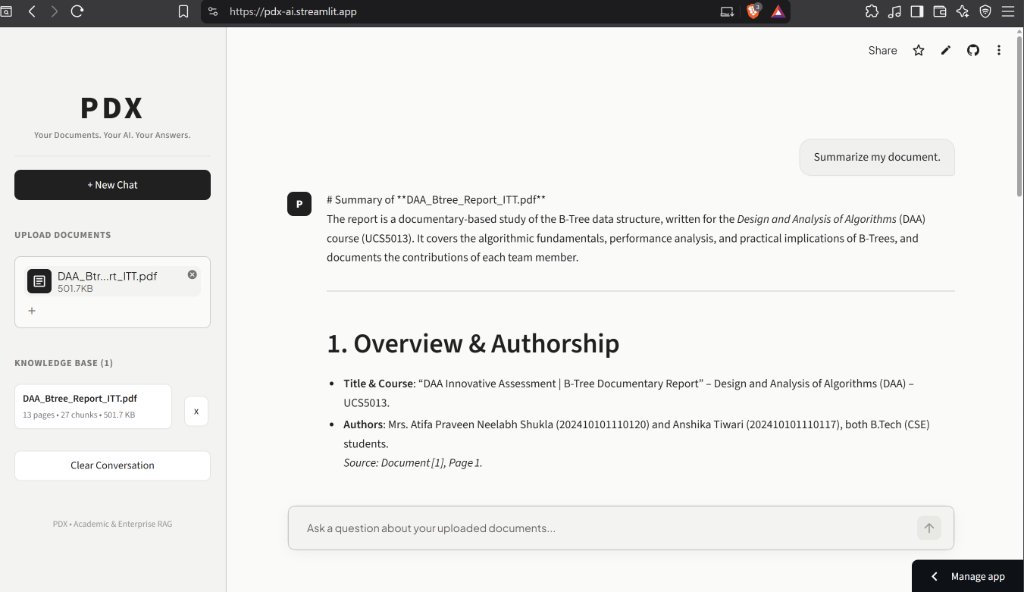 https://pdx-ai.streamlit.app
3
Share
PDX
Your Documents. Your AI. Your Answers.
+ New Chat
UPLOAD DOCUMENTS
DAA_Btr...rt_ITT.pdf
501.7KB
+
KNOWLEDGE BASE (1)
DAA_Btree_Report_ITT.pdf
13 pages • 27 chunks • 501.7 KB
x
Clear Conversation
PDX • Academic & Enterprise RAG
Summarize my document.
P
# Summary of **DAA_Btree_Report_ITT.pdf**
The report is a documentary-based study of the B-Tree data structure, written for the Design and Analysis of Algorithms (DAA)
course (UCS5013). It covers the algorithmic fundamentals, performance analysis, and practical implications of B-Trees, and
documents the contributions of each team member.
1. Overview & Authorship
• Title & Course: “DAA Innovative Assessment | B-Tree Documentary Report” – Design and Analysis of Algorithms (DAA) –
UCS5013.
• Authors: Mrs. Atifa Praveen Neelabh Shukla (202410101110120) and Anshika Tiwari (202410101110117), both B.Tech (CSE)
students.
Source: Document [1], Page 1.
Ask a question about your uploaded documents...
Manage app